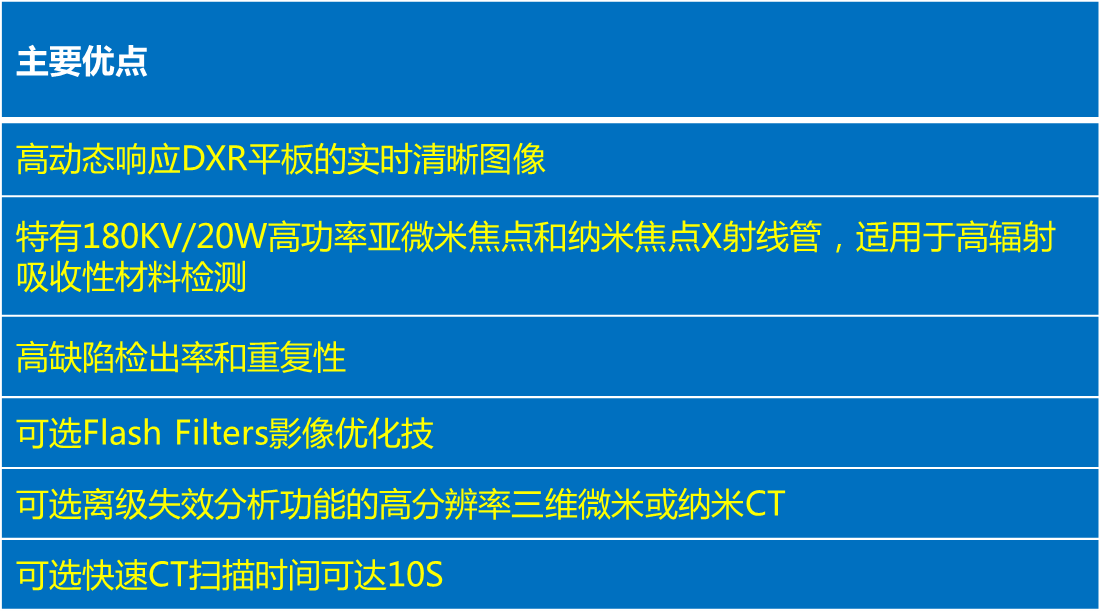 主要优点
高动态响应DXR平板的实时清晰图像
特有180KV/20W高功率亚微米焦点和纳米焦点X射线管，适用于高辐射
吸收性材料检测
高缺陷检出率和重复性
可选Flash Filters影像优化技
可选离级失效分析功能的高分辨率三维微米或纳米CT
可选快速CT扫描时间可达10S